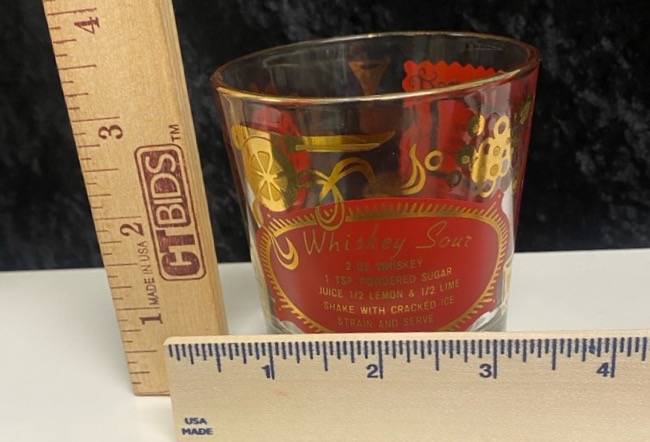 4
3
2
1
MADE IN USA
CTBIDS™
Whiskey Sour
2 OZ WHISKEY
1 TSP POWDERED SUGAR
JUICE 1/2 LEMON & 1/2 LIME
SHAKE WITH CRACKED ICE
STRAIN AND SERVE
1 2 3 4
USA
MADE